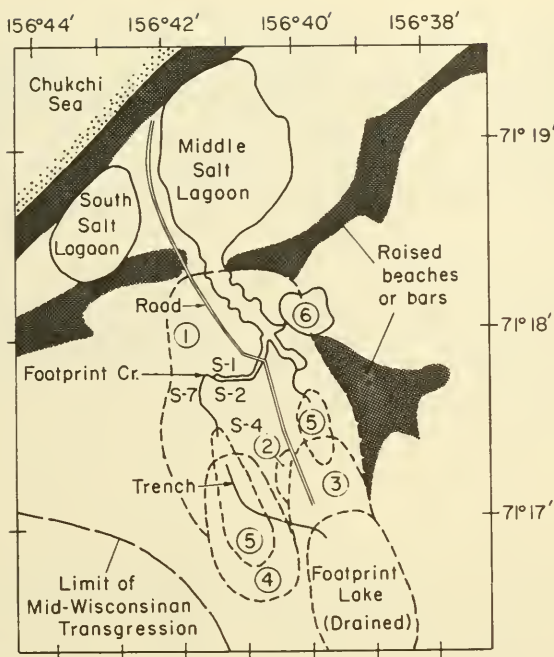 156°44' 156°42' 156°40' 156°38'
Chukchi
Sea
Middle
Salt
Lagoon
71°19'
South
Salt
Lagoon
Raised
beaches
or bars
Road
①
⑥
71°18'
S-1
Footprint Cr.
S-7
S-2
S-4
⑤
②
③
Trench
71°17'
⑤
④
Limit of
Mid-Wisconsinan
Transgression
Footprint
Lake
(Drained)